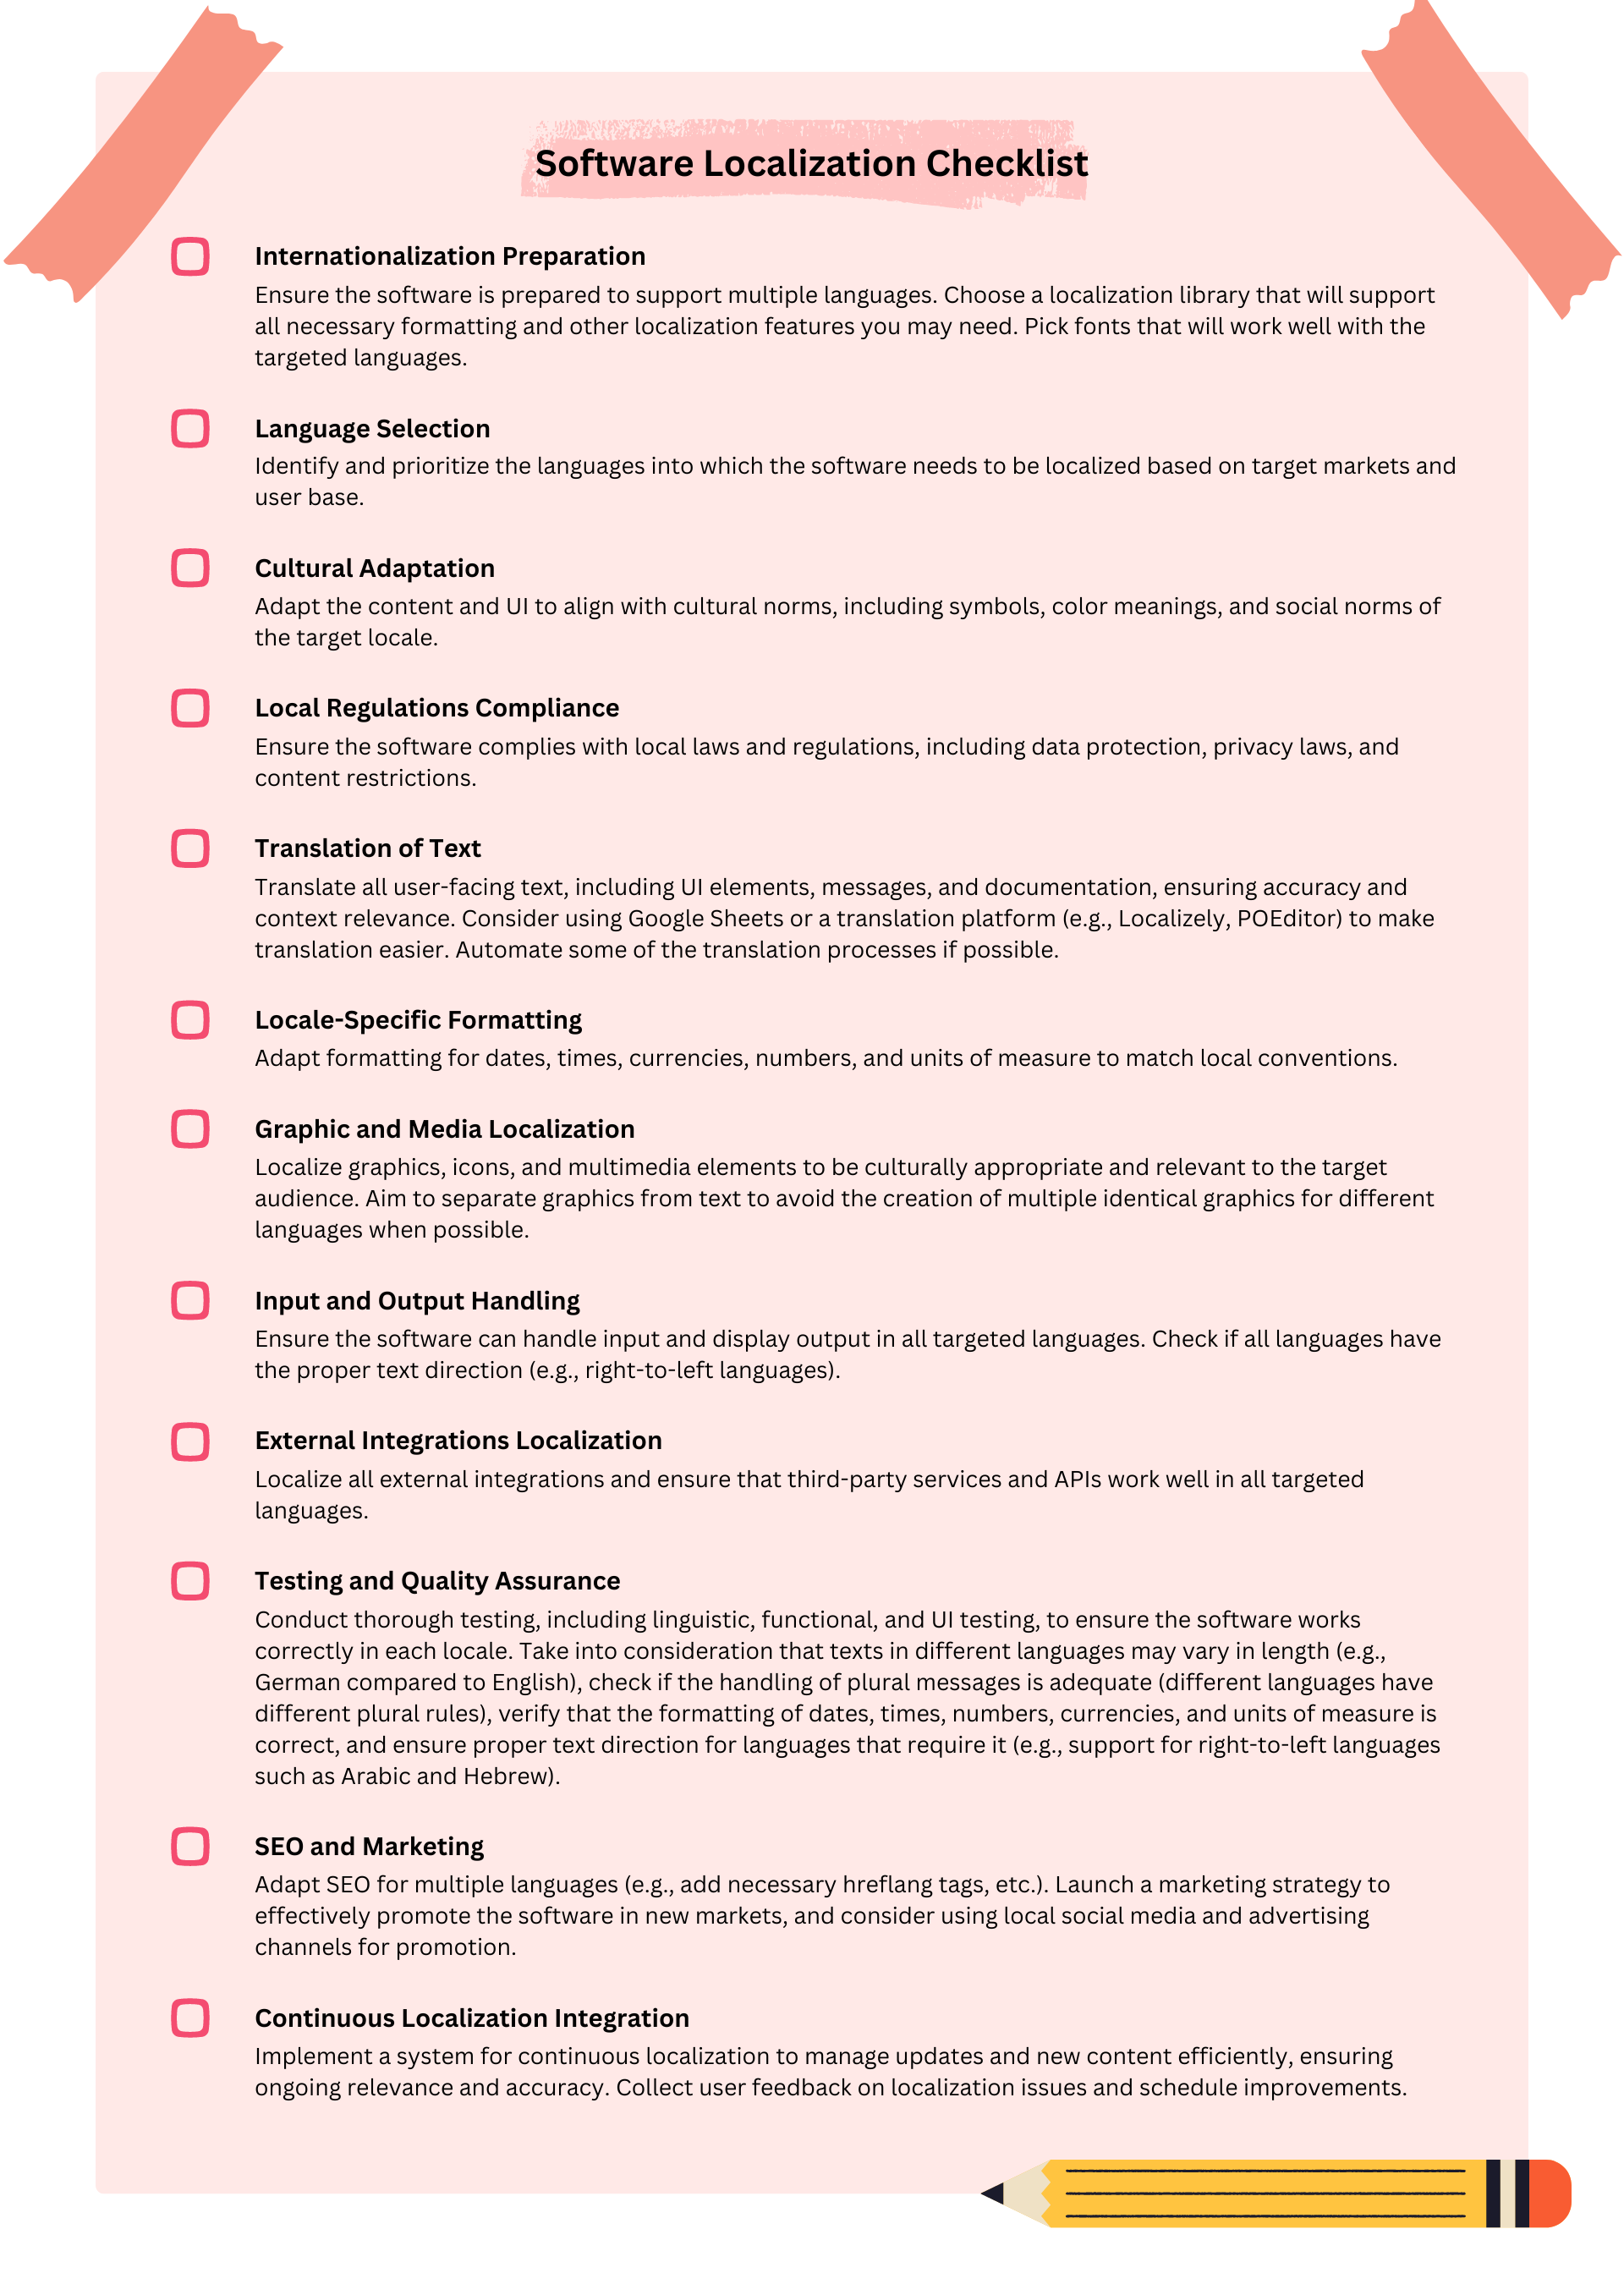 Software Localization Checklist
Internationalization Preparation
Ensure the software is prepared to support multiple languages. Choose a localization library that will support
all necessary formatting and other localization features you may need. Pick fonts that will work well with the
targeted languages.
Language Selection
Identify and prioritize the languages into which the software needs to be localized based on target markets and
user base.
Cultural Adaptation
Adapt the content and UI to align with cultural norms, including symbols, color meanings, and social norms of
the target locale.
Local Regulations Compliance
Ensure the software complies with local laws and regulations, including data protection, privacy laws, and
content restrictions.
Translation of Text
Translate all user-facing text, including UI elements, messages, and documentation, ensuring accuracy and
context relevance. Consider using Google Sheets or a translation platform (e.g., Localizely, POEditor) to make
translation easier. Automate some of the translation processes if possible.
Locale-Specific Formatting
Adapt formatting for dates, times, currencies, numbers, and units of measure to match local conventions.
Graphic and Media Localization
Localize graphics, icons, and multimedia elements to be culturally appropriate and relevant to the target
audience. Aim to separate graphics from text to avoid the creation of multiple identical graphics for different
languages when possible.
Input and Output Handling
Ensure the software can handle input and display output in all targeted languages. Check if all languages have
the proper text direction (e.g., right-to-left languages).
External Integrations Localization
Localize all external integrations and ensure that third-party services and APIs work well in all targeted
languages.
Testing and Quality Assurance
Conduct thorough testing, including linguistic, functional, and UI testing, to ensure the software works
correctly in each locale. Take into consideration that texts in different languages may vary in length (e.g.,
German compared to English), check if the handling of plural messages is adequate (different languages have
different plural rules), verify that the formatting of dates, times, numbers, currencies, and units of measure is
correct, and ensure proper text direction for languages that require it (e.g., support for right-to-left languages
such as Arabic and Hebrew).
SEO and Marketing
Adapt SEO for multiple languages (e.g., add necessary hreflang tags, etc.). Launch a marketing strategy to
effectively promote the software in new markets, and consider using local social media and advertising
channels for promotion.
Continuous Localization Integration
Implement a system for continuous localization to manage updates and new content efficiently, ensuring
ongoing relevance and accuracy. Collect user feedback on localization issues and schedule improvements.